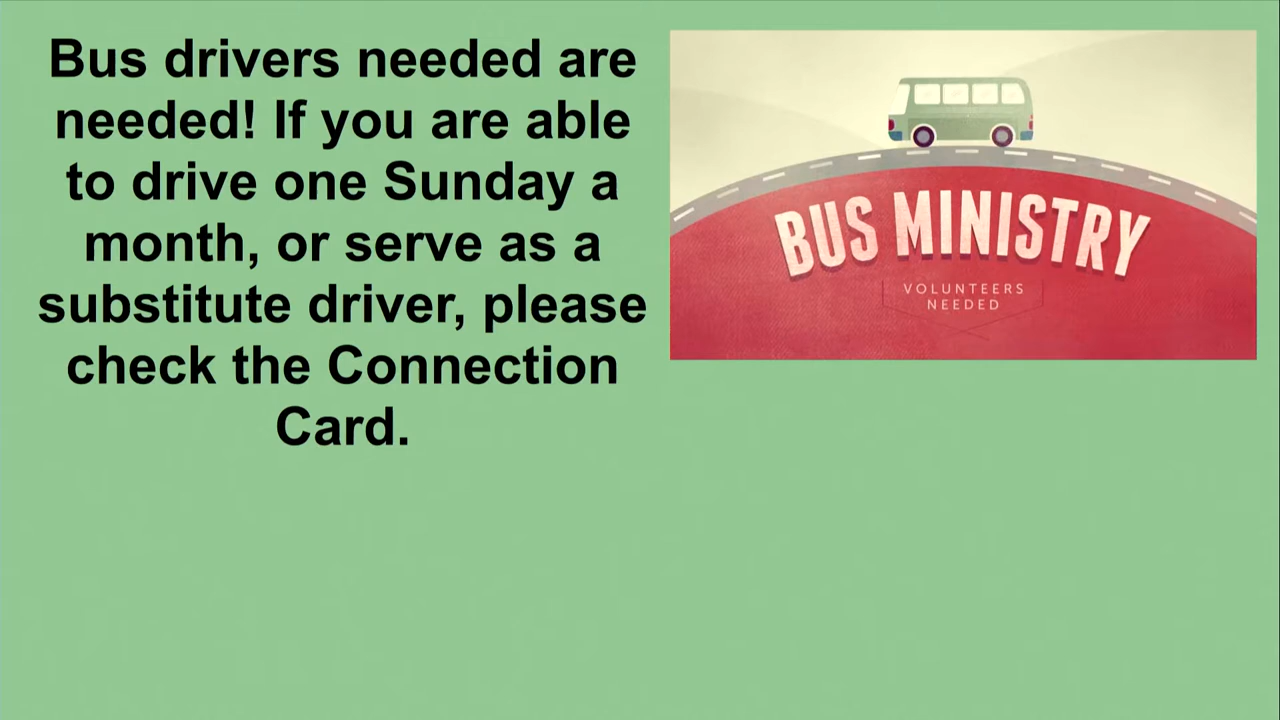 Bus drivers needed are
needed! If you are able
to drive one Sunday a
month, or serve as a
substitute driver, please
check the Connection
Card.
BUS MINISTRY
VOLUNTEERS
NEEDED